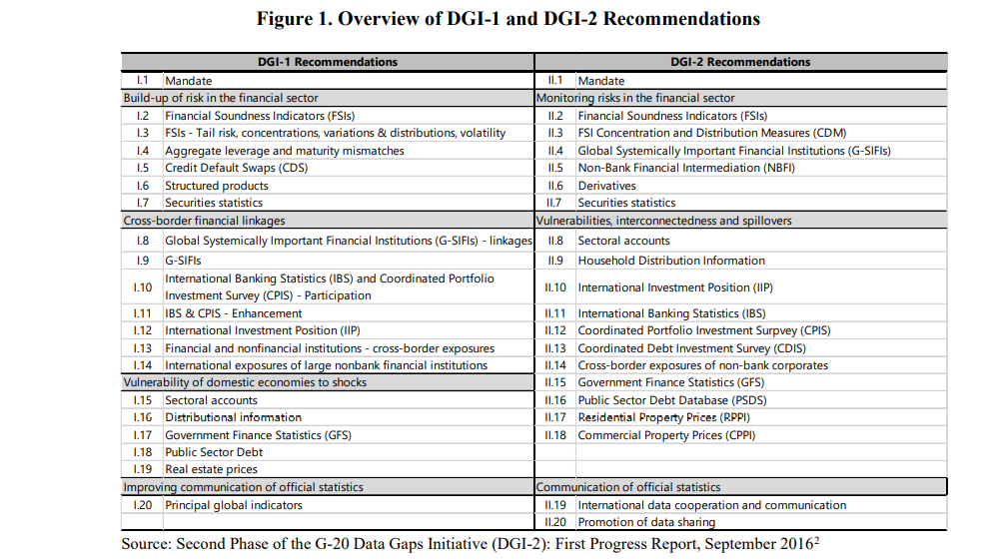 Figure 1. Overview of DGI-1 and DGI-2 Recommendations
DGI-1 Recommendations DGI-2 Recommendations
I.1 Mandate II.1 Mandate
Build-up of risk in the financial sector Monitoring risks in the financial sector
I.2 Financial Soundness Indicators (FSIs) II.2 Financial Soundness Indicators (FSIs)
I.3 FSIs - Tail risk, concentrations, variations & distributions, volatility II.3 FSI Concentration and Distribution Measures (CDM)
I.4 Aggregate leverage and maturity mismatches II.4 Global Systemically Important Financial Institutions (G-SIFIs)
I.5 Credit Default Swaps (CDS) II.5 Non-Bank Financial Intermediation (NBFI)
I.6 Structured products II.6 Derivatives
I.7 Securities statistics II.7 Securities statistics
Cross-border financial linkages Vulnerabilities, interconnectedness and spillovers
I.8 Global Systemically Important Financial Institutions (G-SIFIs) - linkages II.8 Sectoral accounts
I.9 G-SIFIs II.9 Household Distribution Information
I.10 International Banking Statistics (IBS) and Coordinated Portfolio
Investment Survey (CPIS) - Participation II.10 International Investment Position (IIP)
I.11 IBS & CPIS - Enhancement II.11 International Banking Statistics (IBS)
I.12 International Investment Position (IIP) II.12 Coordinated Portfolio Investment Surpvey (CPIS)
I.13 Financial and nonfinancial institutions - cross-border exposures II.13 Coordinated Debt Investment Survey (CDIS)
I.14 International exposures of large nonbank financial institutions II.14 Cross-border exposures of non-bank corporates
Vulnerability of domestic economies to shocks II.15 Government Finance Statistics (GFS)
I.15 Sectoral accounts II.16 Public Sector Debt Database (PSDS)
I.16 Distributional information II.17 Residential Property Prices (RPPI)
I.17 Government Finance Statistics (GFS) II.18 Commercial Property Prices (CPPI)
I.18 Public Sector Debt
I.19 Real estate prices
Improving communication of official statistics Communication of official statistics
I.20 Principal global indicators II.19 International data cooperation and communication
II.20 Promotion of data sharing
Source: Second Phase of the G-20 Data Gaps Initiative (DGI-2): First Progress Report, September 2016²